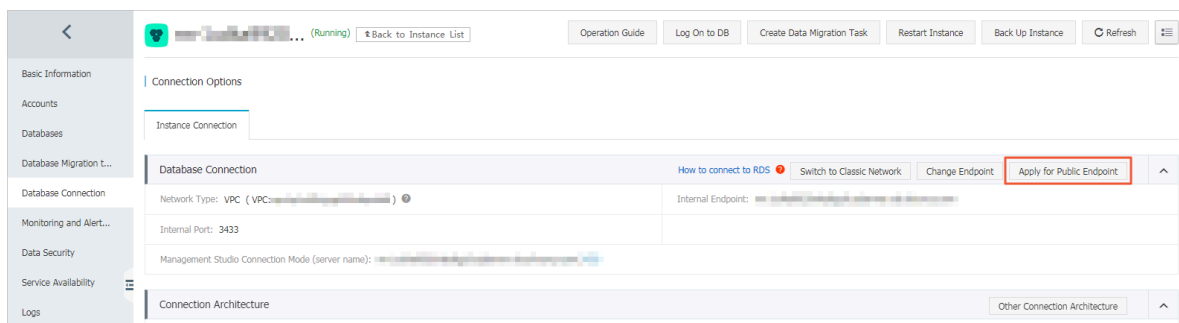 ... (Running) Back to Instance List Operation Guide Log On to DB Create Data Migration Task Restart Instance Back Up Instance Refresh
Basic Information
Connection Options
Accounts
Instance Connection
Databases
Database Migration t...
Database Connection How to connect to RDS Switch to Classic Network Change Endpoint Apply for Public Endpoint
Database Connection
Network Type: VPC ( VPC: ) Internal Endpoint:
Monitoring and Alert...
Internal Port: 3433
Data Security
Management Studio Connection Mode (server name):
Service Availability
Connection Architecture Other Connection Architecture
Logs